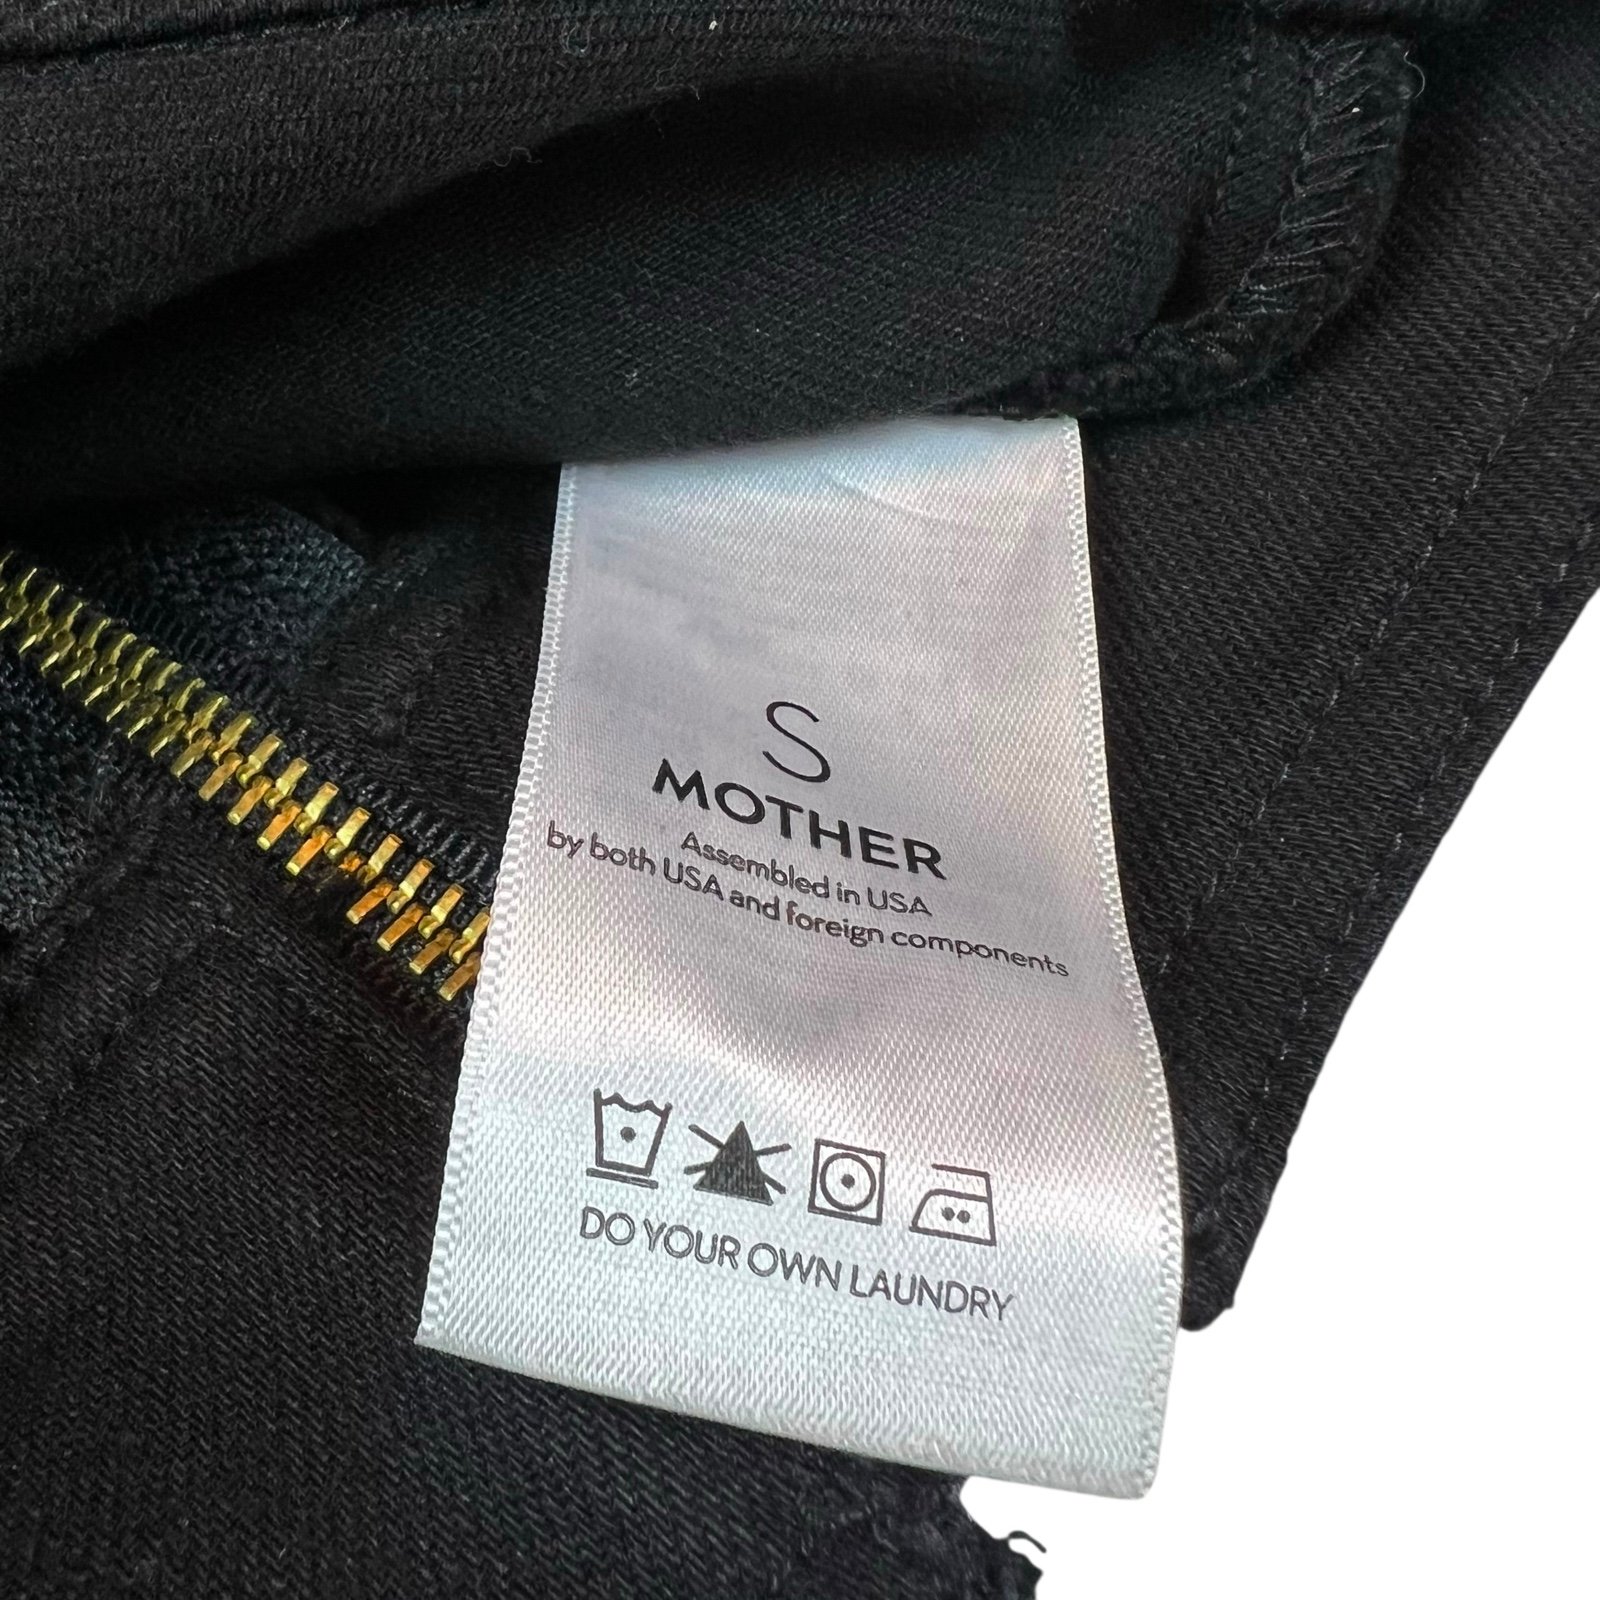 S
MOTHER
Assembled in USA
by both USA and foreign components
DO YOUR OWN LAUNDRY